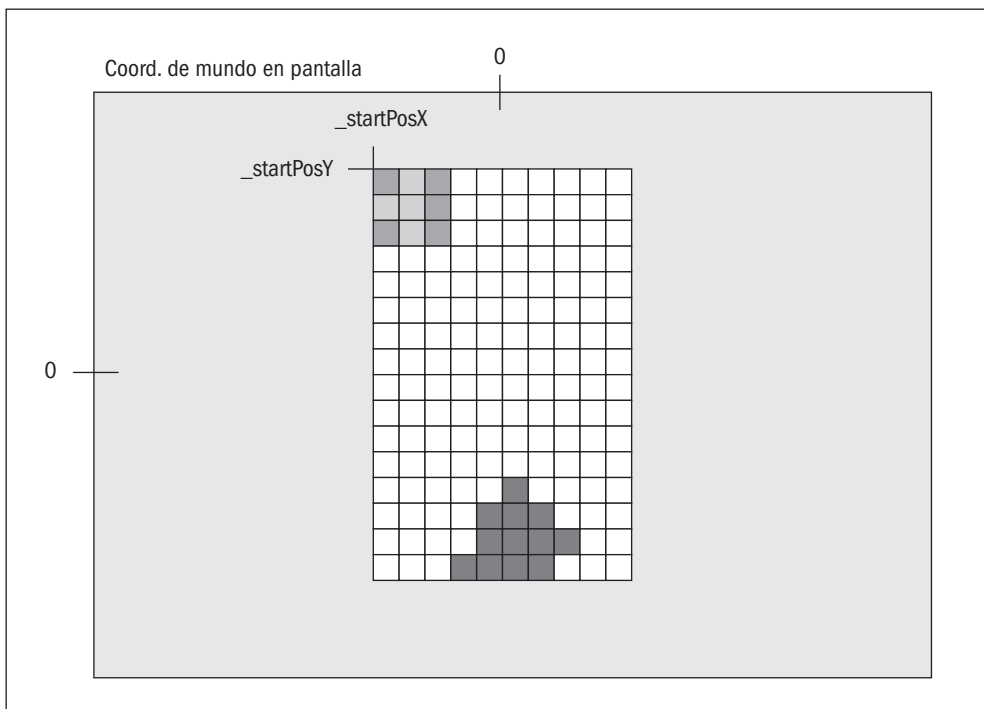 0
Coord. de mundo en pantalla
_startPosX
_startPosY
0